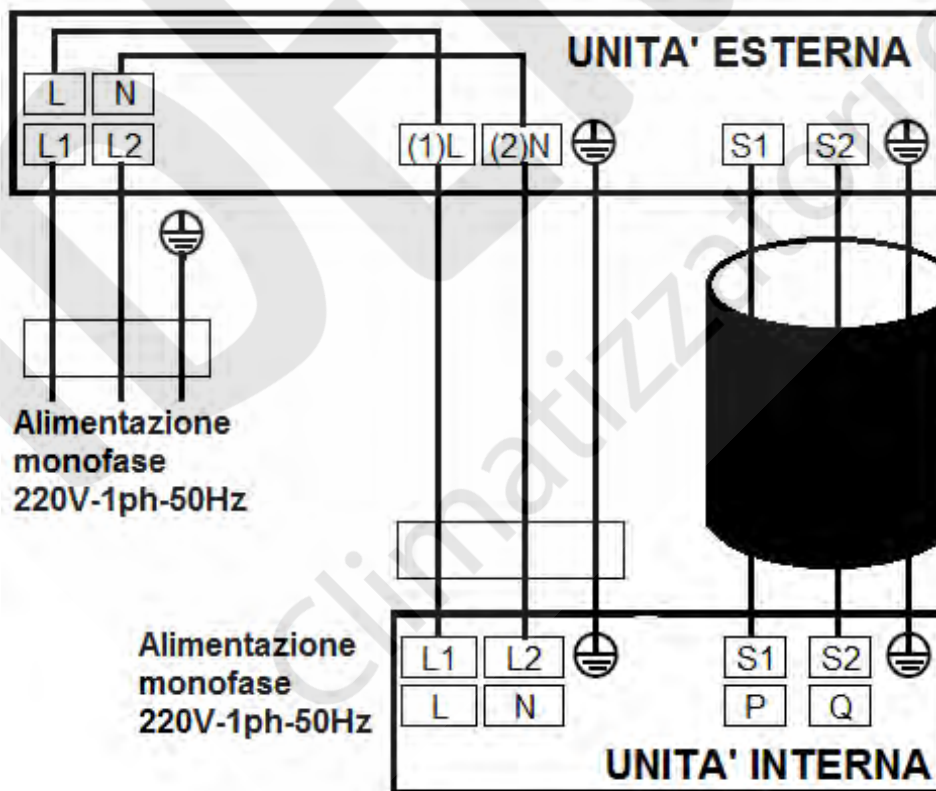 UNITA' ESTERNA
L N
L1 L2 (1)L (2)N S1 S2
Alimentazione
monofase
220V-1ph-50Hz
Alimentazione
monofase
220V-1ph-50Hz
L1 L2 S1 S2
L N P Q
UNITA' INTERNA
Climatizzatori